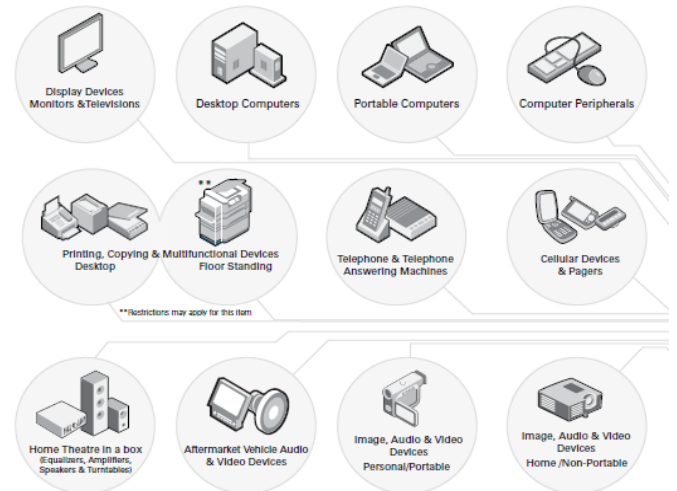 Display Devices
Monitors &Televisions
Desktop Computers
Portable Computers
Computer Peripherals
**
Printing, Copying & Multifunctional Devices
Desktop
Floor Standing
Telephone & Telephone
Answering Machines
Cellular Devices
& Pagers
**Restrictions may apply for this item
Home Theatre in a box
(Equalizers, Amplifiers,
Speakers & Turntables)
Aftermarket Vehicle Audio
& Video Devices
Image, Audio & Video
Devices
Personal/Portable
Image, Audio & Video
Devices
Home /Non-Portable